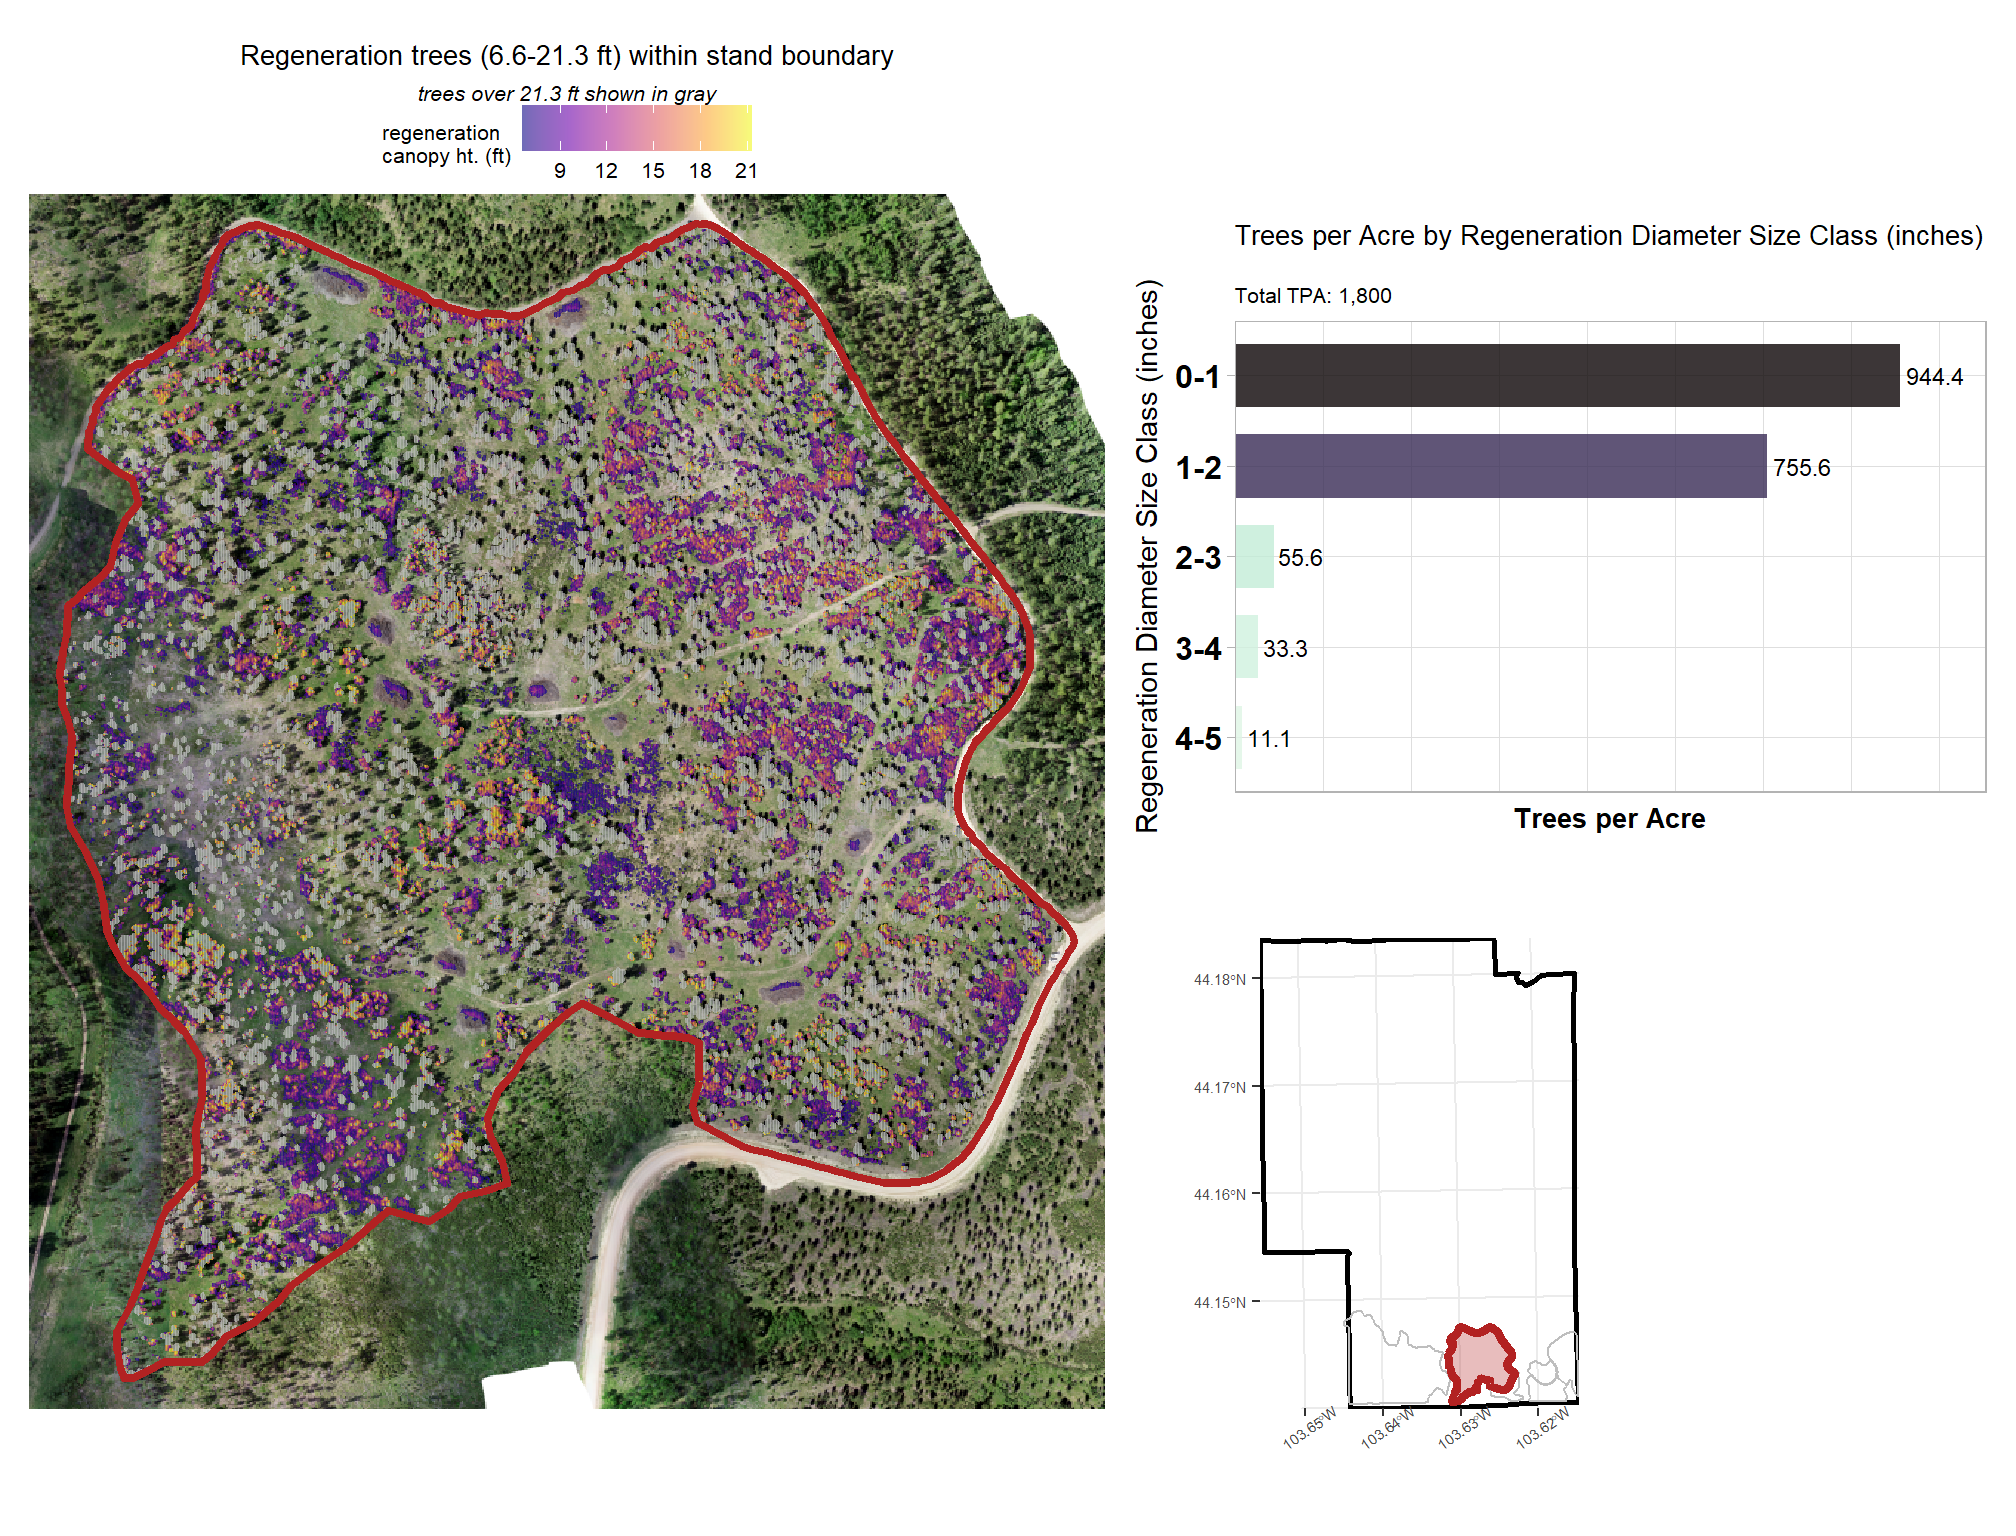 Regeneration trees (6.6-21.3 ft) within stand boundary
trees over 21.3 ft shown in gray
regeneration
canopy ht. (ft)
9 12 15 18 21
Trees per Acre by Regeneration Diameter Size Class (inches)
Total TPA: 1,800
Regeneration Diameter Size Class (inches)
0-1 944.4
1-2 755.6
2-3 55.6
3-4 33.3
4-5 11.1
Trees per Acre
44.18°N
44.17°N
44.16°N
44.15°N
103.65°W 103.64°W 103.63°W 103.62°W